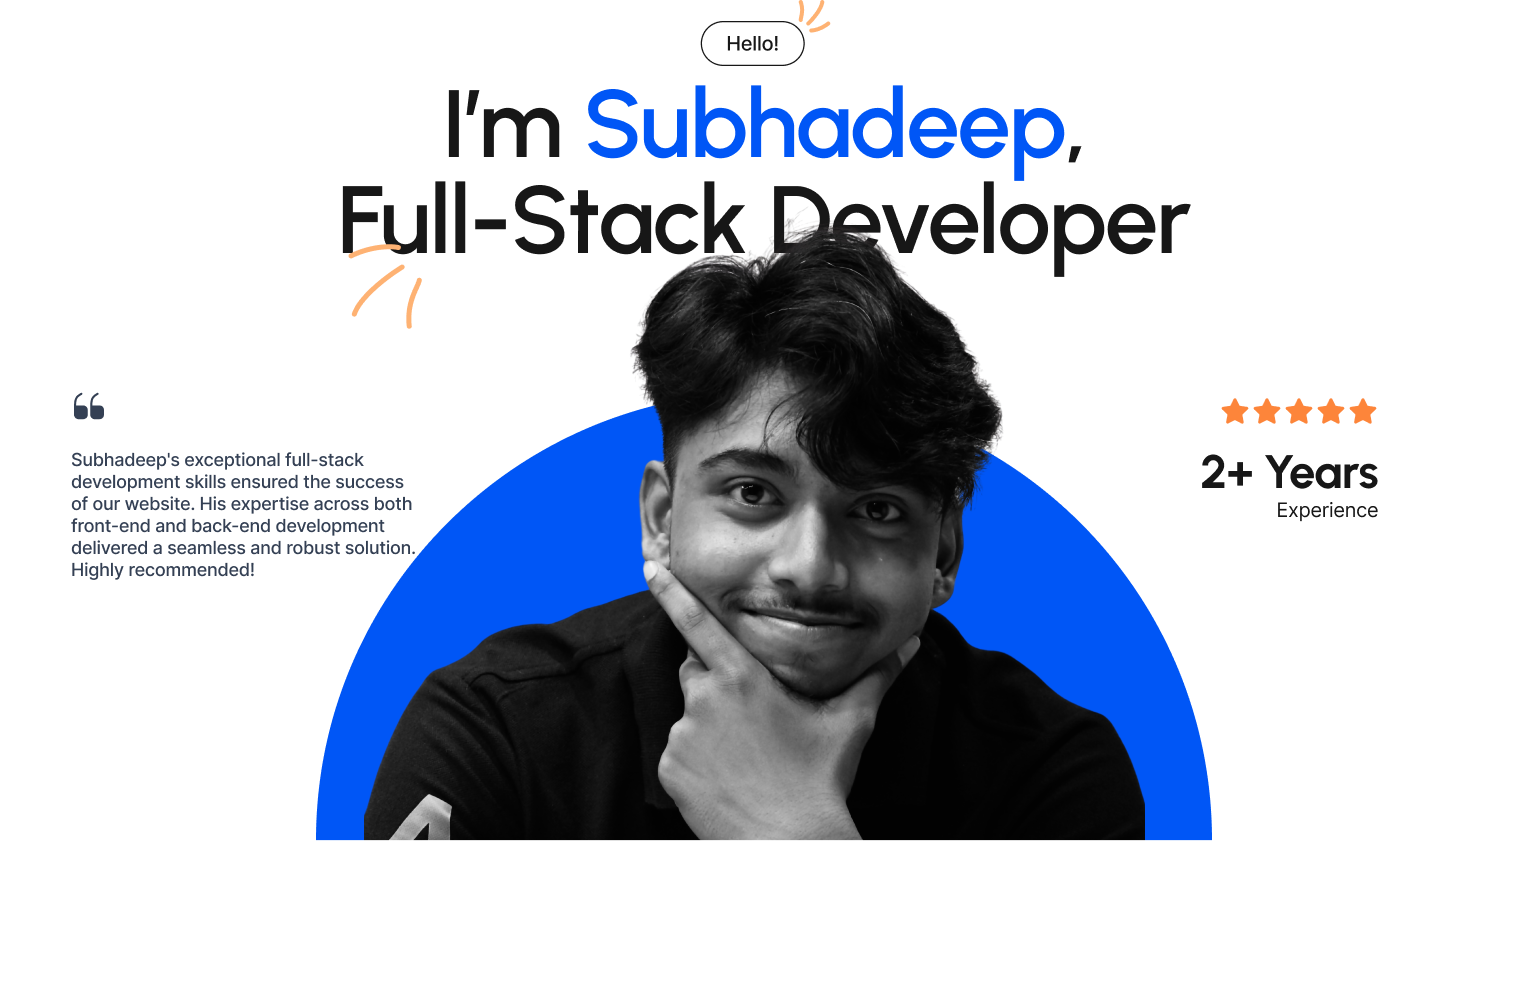 Hello!
I'm Subhadeep,
Full-Stack Developer
Subhadeep's exceptional full-stack
development skills ensured the success
of our website. His expertise across both
front-end and back-end development
delivered a seamless and robust solution.
Highly recommended!
2+ Years
Experience